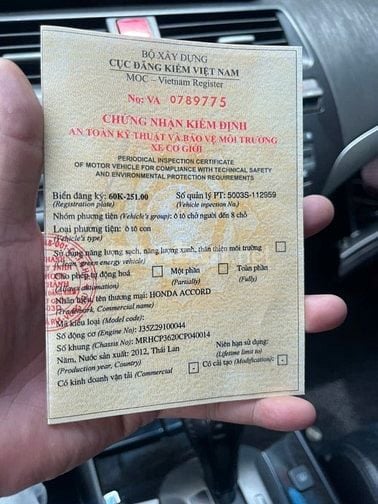 BỘ XÂY DỰNG
CỤC ĐĂNG KIỂM VIỆT NAM
MOC – Vietnam Register
No: VA 0789775
CHỨNG NHẬN KIỂM ĐỊNH
AN TOÀN KỸ THUẬT VÀ BẢO VỆ MÔI TRƯỜNG
XE CƠ GIỚI
PERIODICAL INSPECTION CERTIFICATE
OF MOTOR VEHICLE FOR COMPLIANCE WITH TECHNICAL SAFETY
AND ENVIRONMENTAL PROTECTION REQUIREMENTS
Biển đăng ký: 60K-251.00 Số quản lý PT: 5003S-112959
(Registration plate) (Vehicle inspection No.)
Nhóm phương tiện (Vehicle's group): ô tô chở người đến 8 chỗ
Loại phương tiện: ô tô con
(Vehicle's type)
Sử dụng năng lượng sạch, năng lượng xanh, thân thiện môi trường
green energy vehicle)
Cho phép tự động hoá Một phần Toàn phần
automation) (Partially) (Fully)
Nhãn hiệu, tên thương mại: HONDA ACCORD
(Trademark, Commercial name)
Mã kiểu loại (Model code):
Số động cơ (Engine No): J35Z29100044
Số khung (Chassis No): MRHCP3620CP040014
Năm, Nước sản xuất: 2012, Thái Lan Niên hạn sử dụng:
(Production year, Country) (Lifetime limit to)
Có kinh doanh vận tải (Commercial - Có cải tạo (Modification): -